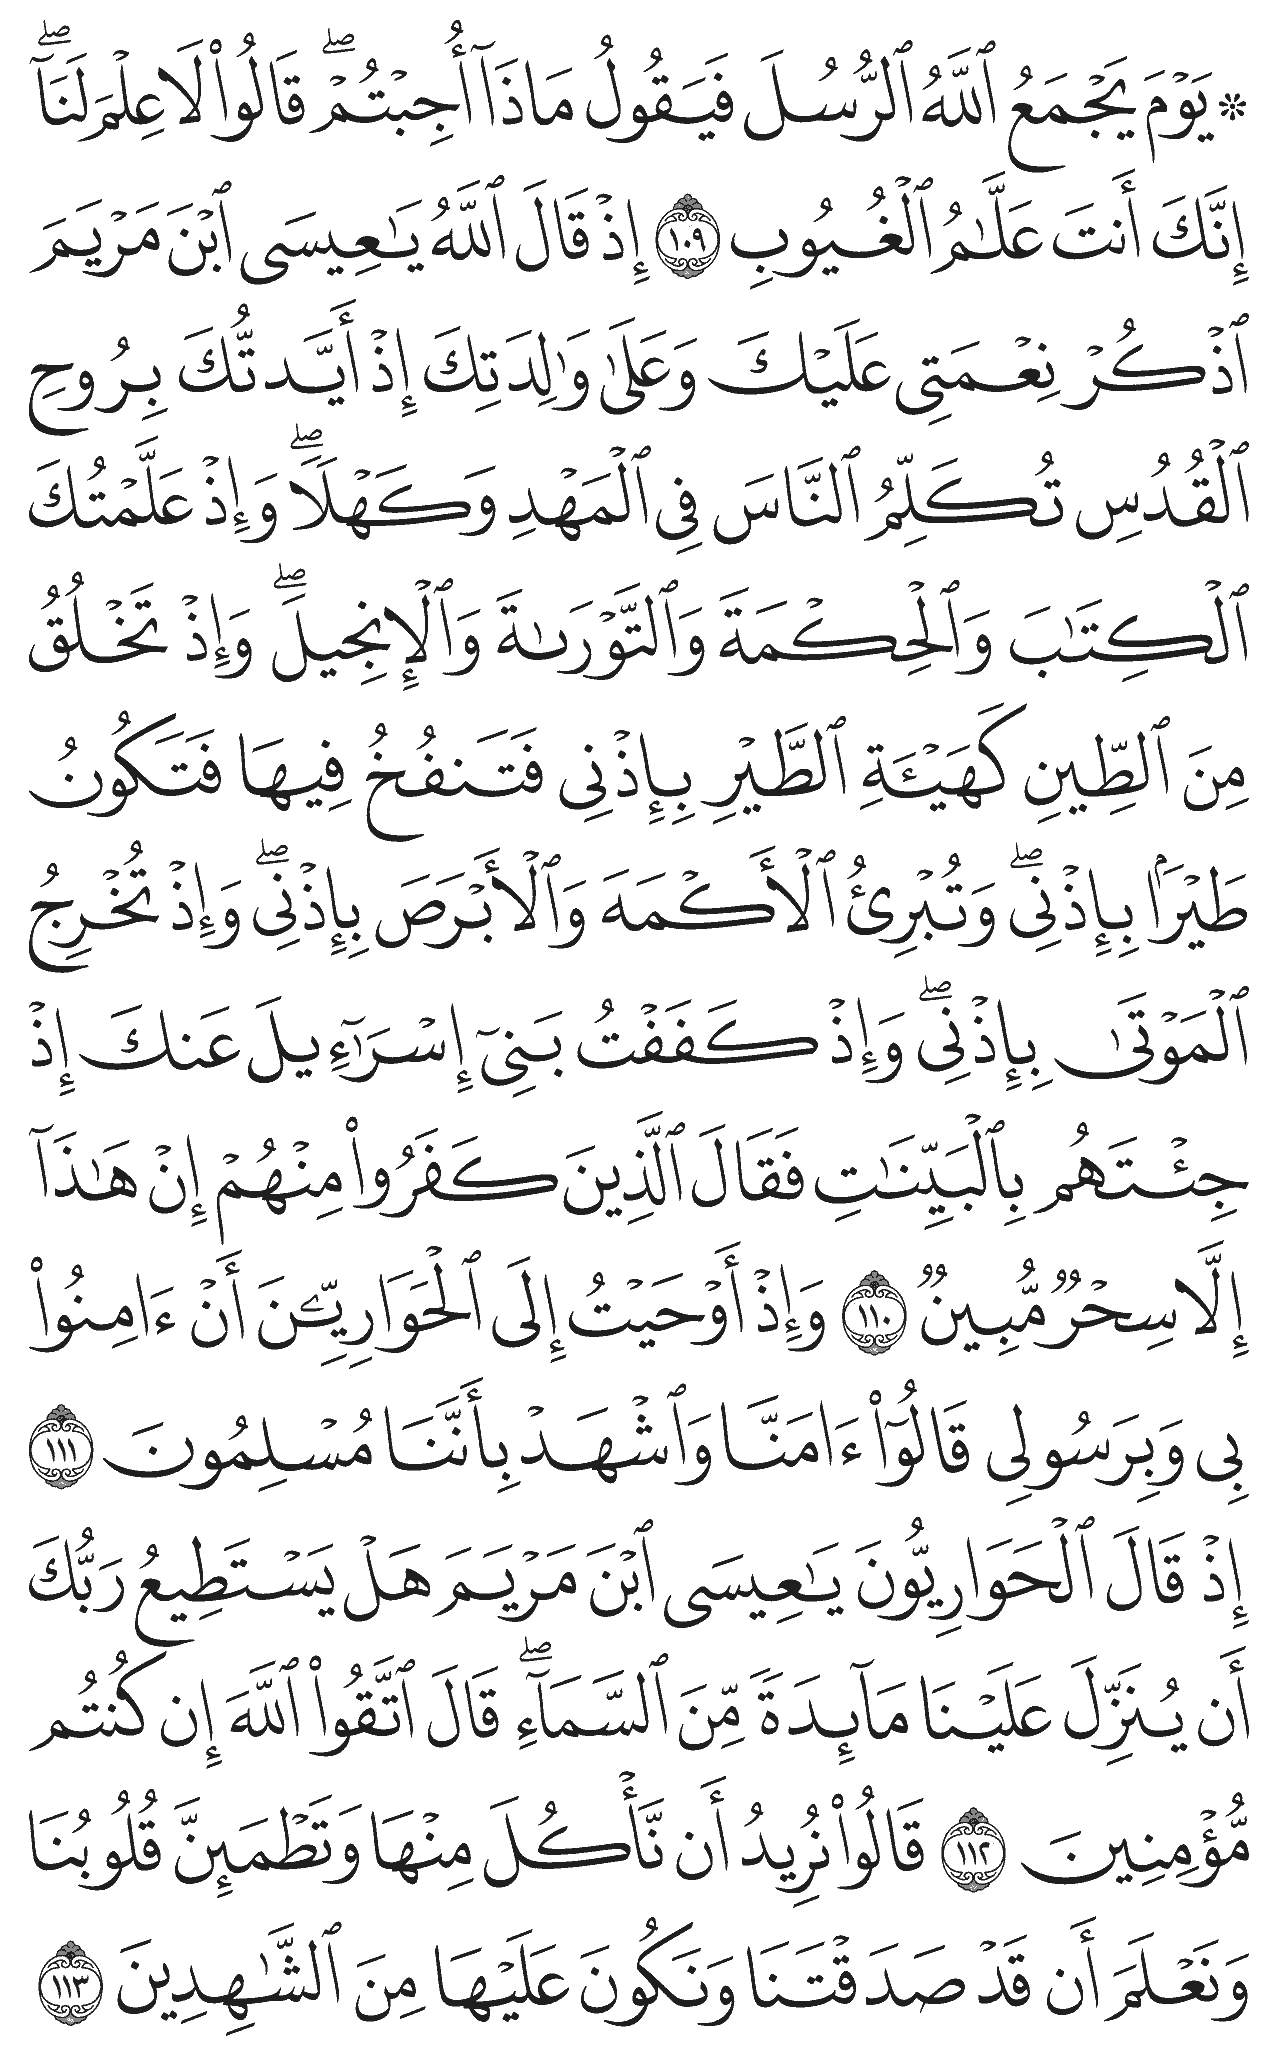 ۞ يَوۡمَ يَجۡمَعُ ٱللَّهُ ٱلرُّسُلَ فَيَقُولُ مَاذَآ أُجِبۡتُمۡۖ قَالُواْ لَا عِلۡمَ لَنَآۖ
إِنَّكَ أَنتَ عَلَّٰمُ ٱلۡغُيُوبِ ١٠٩ إِذۡ قَالَ ٱللَّهُ يَٰعِيسَى ٱبۡنَ مَرۡيَمَ
ٱذۡكُرۡ نِعۡمَتِي عَلَيۡكَ وَعَلَىٰ وَٰلِدَتِكَ إِذۡ أَيَّدتُّكَ بِرُوحِ
ٱلۡقُدُسِ تُكَلِّمُ ٱلنَّاسَ فِي ٱلۡمَهۡدِ وَكَهۡلٗاۖ وَإِذۡ عَلَّمۡتُكَ
ٱلۡكِتَٰبَ وَٱلۡحِكۡمَةَ وَٱلتَّوۡرَىٰةَ وَٱلۡإِنجِيلَۖ وَإِذۡ تَخۡلُقُ
مِنَ ٱلطِّينِ كَهَيۡـَٔةِ ٱلطَّيۡرِ بِإِذۡنِي فَتَنفُخُ فِيهَا فَتَكُونُ
طَيۡرَۢا بِإِذۡنِيۖ وَتُبۡرِئُ ٱلۡأَكۡمَهَ وَٱلۡأَبۡرَصَ بِإِذۡنِيۖ وَإِذۡ تُخۡرِجُ
ٱلۡمَوۡتَىٰ بِإِذۡنِيۖ وَإِذۡ كَفَفۡتُ بَنِيٓ إِسۡرَٰٓءِيلَ عَنكَ إِذۡ
جِئۡتَهُم بِٱلۡبَيِّنَٰتِ فَقَالَ ٱلَّذِينَ كَفَرُواْ مِنۡهُمۡ إِنۡ هَٰذَآ
إِلَّا سِحۡرٞ مُّبِينٞ ١١٠ وَإِذۡ أَوۡحَيۡتُ إِلَى ٱلۡحَوَارِيِّـۧنَ أَنۡ ءَامِنُواْ
بِي وَبِرَسُولِي قَالُوٓاْ ءَامَنَّا وَٱشۡهَدۡ بِأَنَّنَا مُسۡلِمُونَ ١١١
إِذۡ قَالَ ٱلۡحَوَارِيُّونَ يَٰعِيسَى ٱبۡنَ مَرۡيَمَ هَلۡ يَسۡتَطِيعُ رَبُّكَ
أَن يُنَزِّلَ عَلَيۡنَا مَآئِدَةٗ مِّنَ ٱلسَّمَآءِۖ قَالَ ٱتَّقُواْ ٱللَّهَ إِن كُنتُم
مُّؤۡمِنِينَ ١١٢ قَالُواْ نُرِيدُ أَن نَّأۡكُلَ مِنۡهَا وَتَطۡمَئِنَّ قُلُوبُنَا
وَنَعۡلَمَ أَن قَدۡ صَدَقۡتَنَا وَنَكُونَ عَلَيۡهَا مِنَ ٱلشَّٰهِدِينَ ١١٣